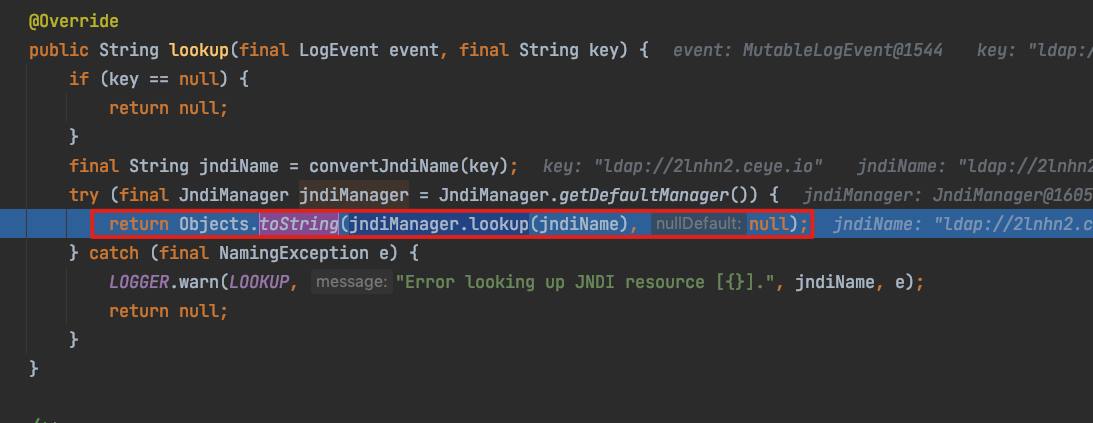 @Override
public String lookup(final LogEvent event, final String key) {   event: MutableLogEvent@1544   key: "ldap:/
    if (key == null) {
        return null;
    }
    final String jndiName = convertJndiName(key);   key: "ldap://2lnhn2.ceye.io"   jndiName: "ldap://2lnhn2
    try (final JndiManager jndiManager = JndiManager.getDefaultManager()) {   jndiManager: JndiManager@1605
        return Objects.toString(jndiManager.lookup(jndiName), nullDefault: null);   jndiName: "ldap://2lnhn2.c
    } catch (final NamingException e) {
        LOGGER.warn(LOOKUP, message: "Error looking up JNDI resource [{}].", jndiName, e);
        return null;
    }
}